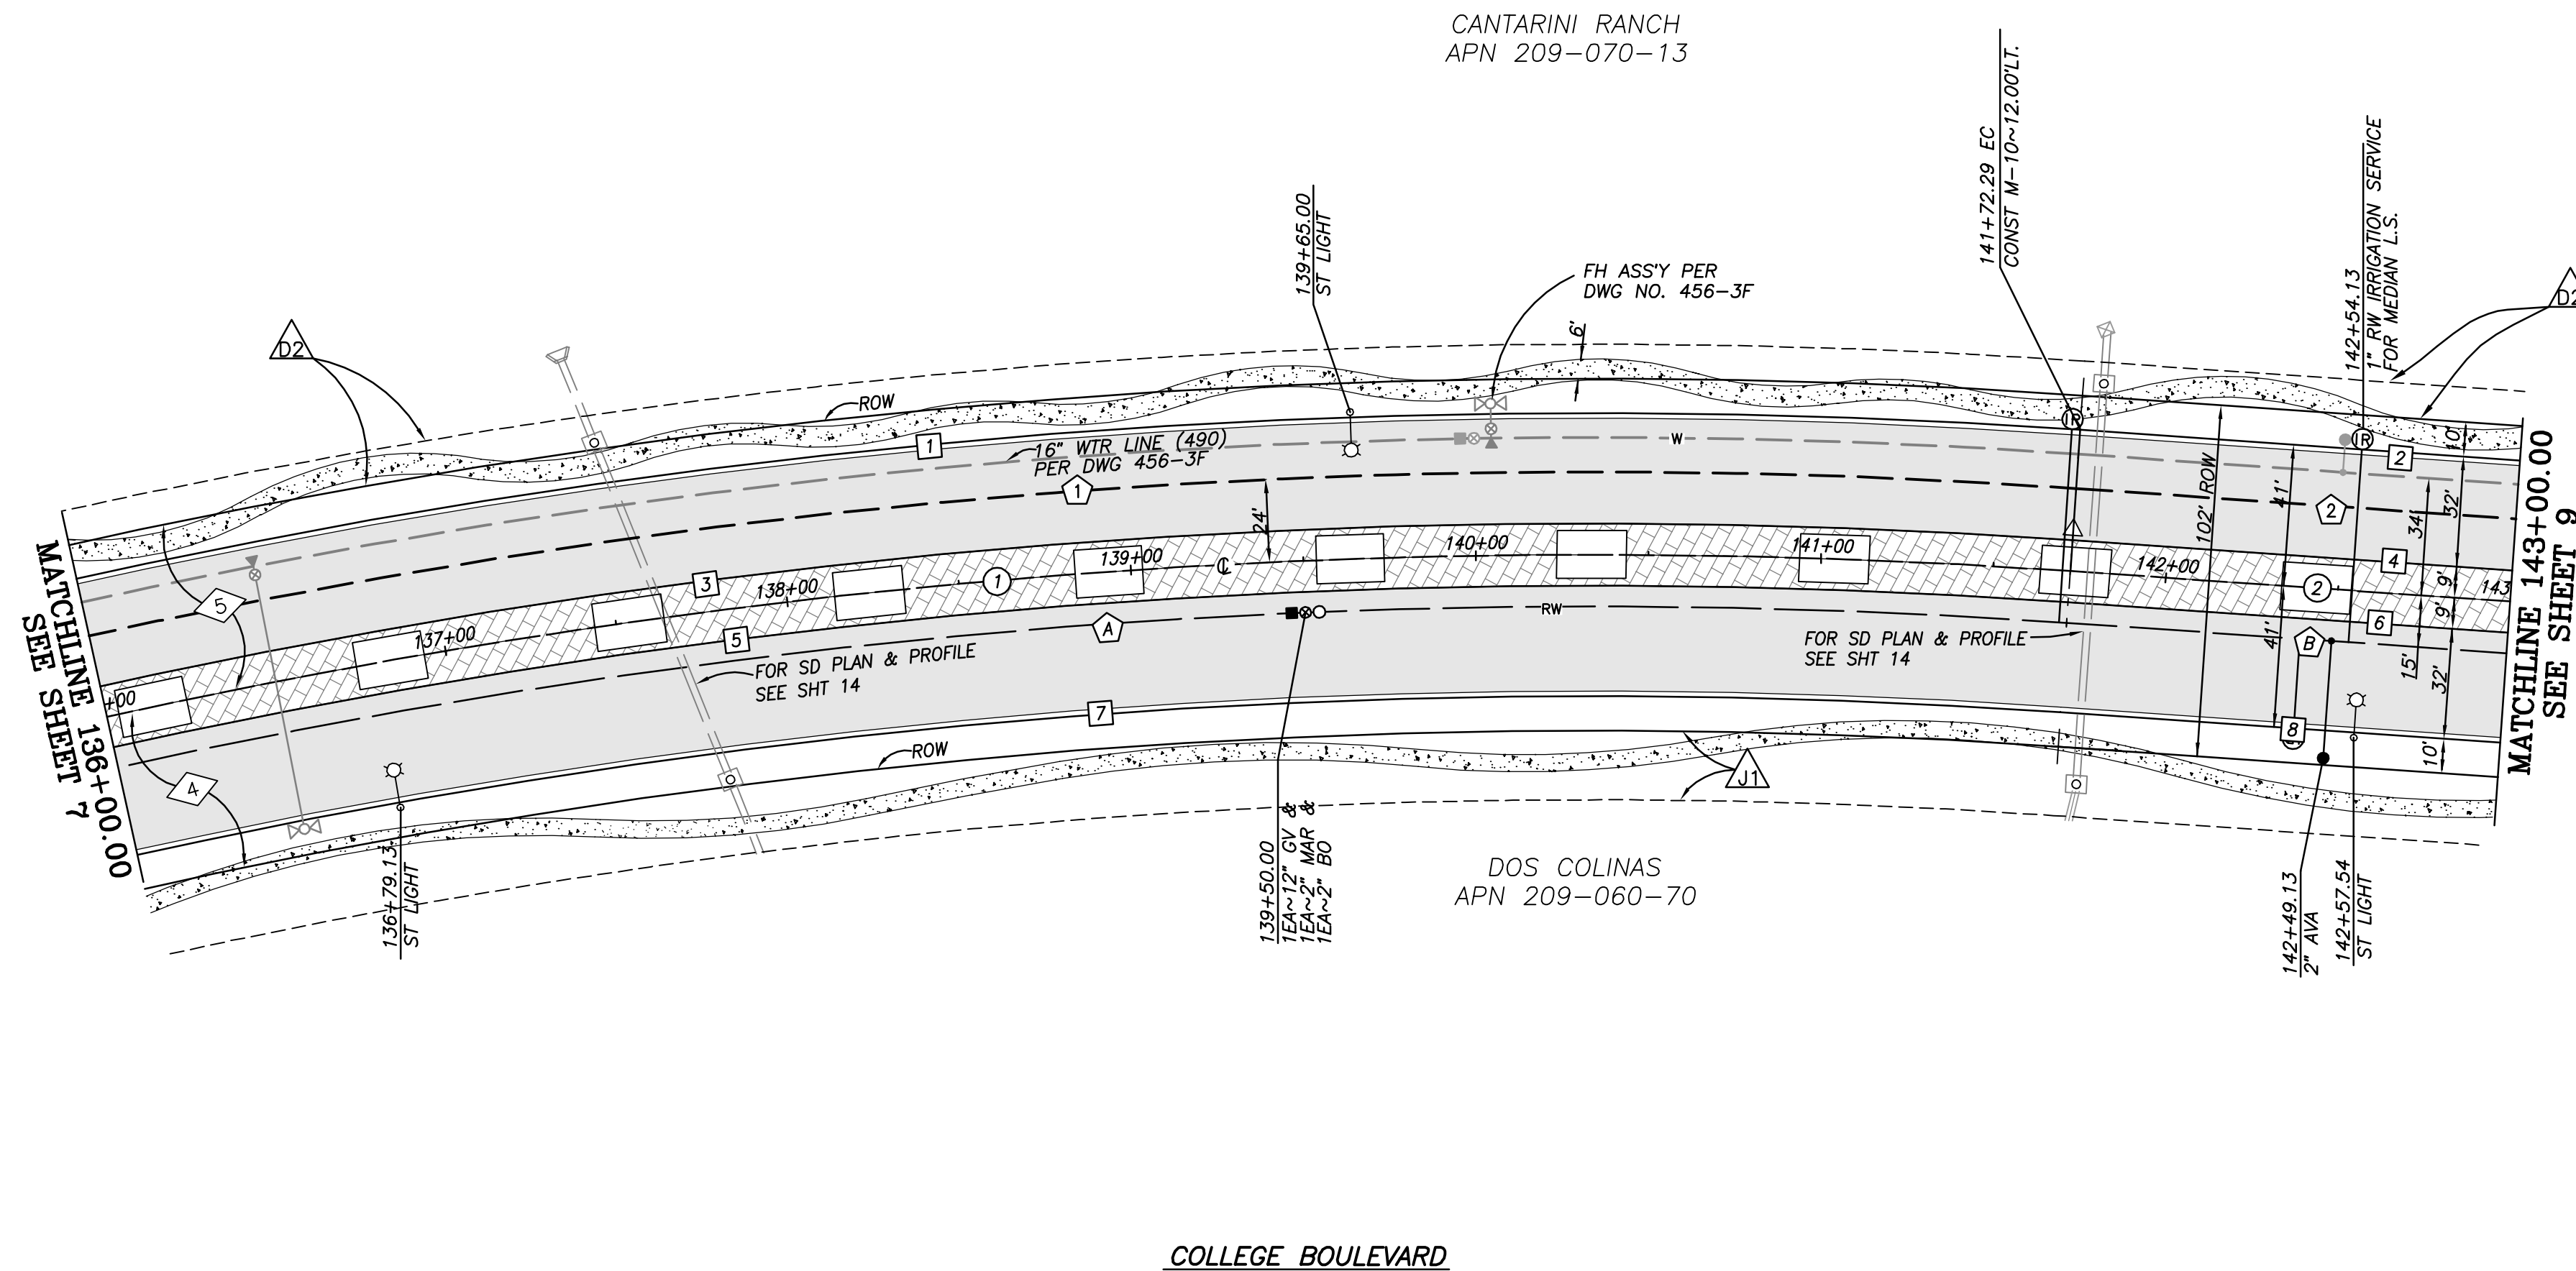 CANTARINI RANCH
APN 209-070-13
141+72.29 EC
CONST M-10~12.00'LT.
142+54.13
1" RW IRRIGATION SERVICE
FOR MEDIAN L.S.
139+65.00
ST LIGHT
FH ASS'Y PER
DWG NO. 456-3F
6'
D2
D2
ROW
1
16" WTR LINE (490)
PER DWG 456-3F
1
W
IR
IR
2
10'
102' ROW
41'
34'
32'
2
24'
MATCHLINE 136+00.00
SEE SHEET 7
5
4
+00
137+00
138+00
139+00
140+00
141+00
142+00
143
3
1
℄
2
4
9'
9'
5
A
RW
6
B
41'
15'
32'
FOR SD PLAN & PROFILE
SEE SHT 14
FOR SD PLAN & PROFILE
SEE SHT 14
7
8
10'
ROW
J1
MATCHLINE 143+00.00
SEE SHEET 9
136+79.13
ST LIGHT
139+50.00
1EA~12" GV &
1EA~2" MAR &
1EA~2" BO
DOS COLINAS
APN 209-060-70
142+49.13
2" AVA
142+57.54
ST LIGHT
COLLEGE BOULEVARD